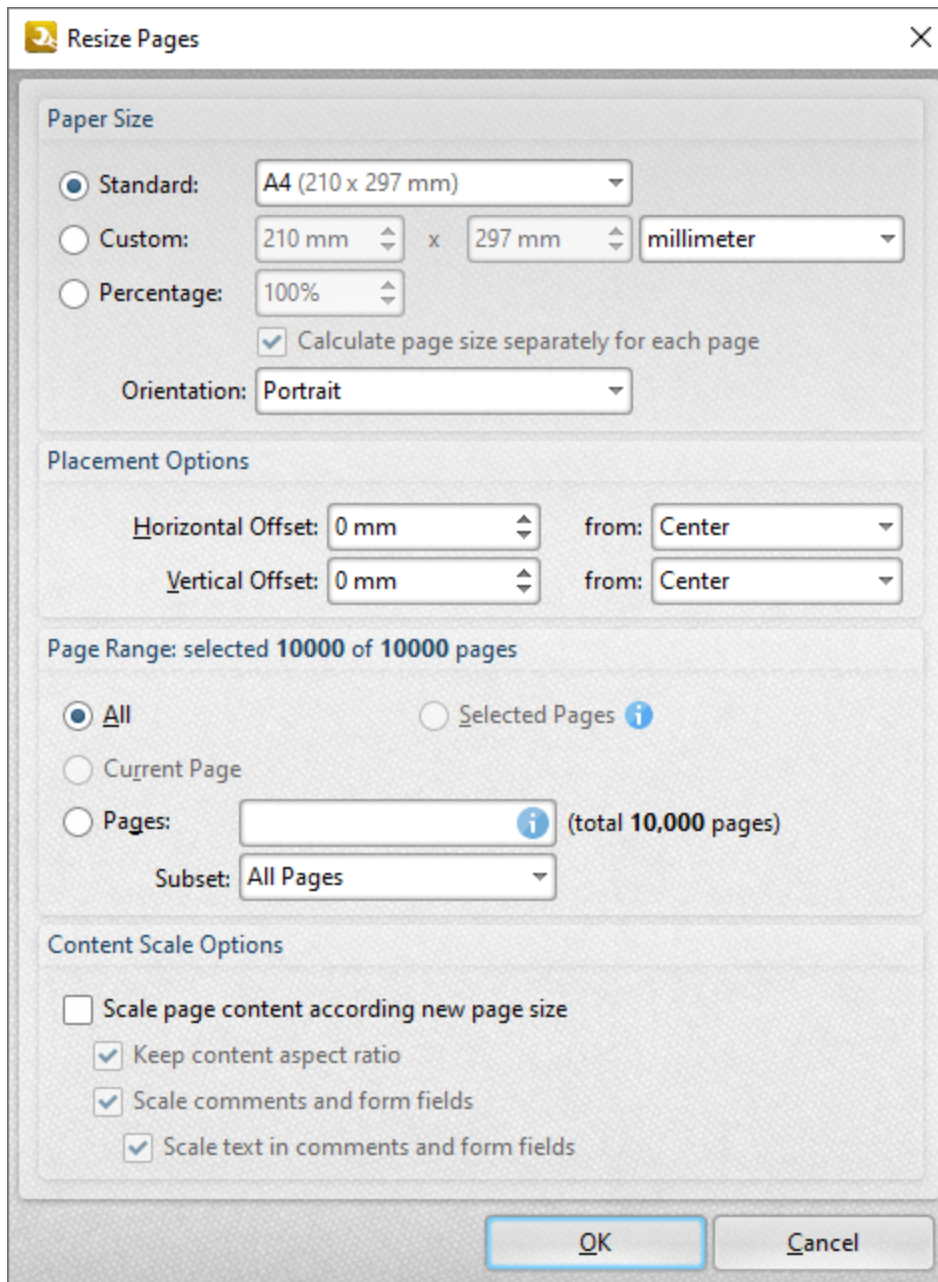 Resize Pages
Paper Size
Standard: A4 (210 x 297 mm)
Custom: 210 mm x 297 mm millimeter
Percentage: 100%
Calculate page size separately for each page
Orientation: Portrait
Placement Options
Horizontal Offset: 0 mm from: Center
Vertical Offset: 0 mm from: Center
Page Range: selected 10000 of 10000 pages
All Selected Pages
Current Page
Pages: (total 10,000 pages)
Subset: All Pages
Content Scale Options
Scale page content according new page size
Keep content aspect ratio
Scale comments and form fields
Scale text in comments and form fields
OK Cancel